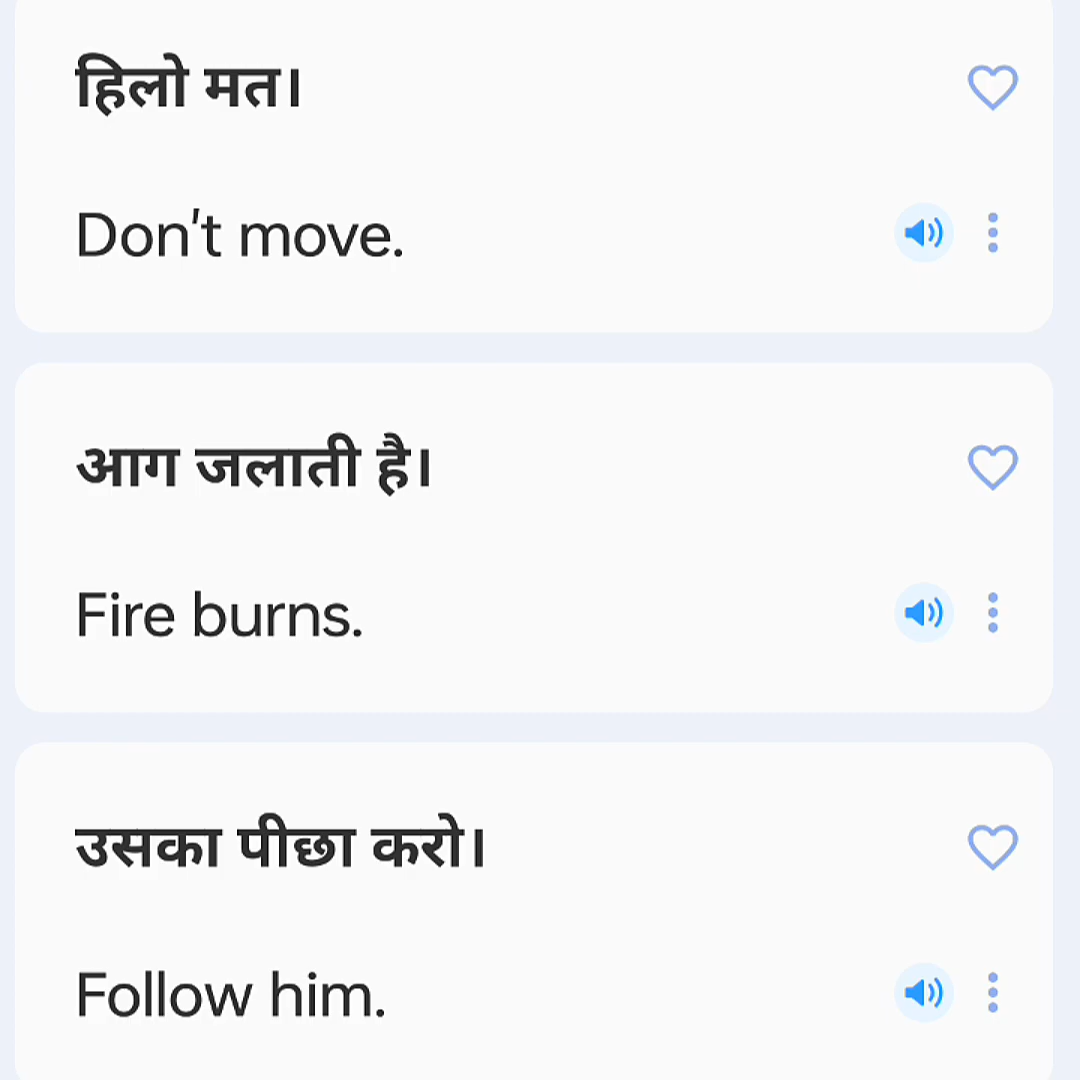 हिलो मत।
Don't move.
आग जलाती है।
Fire burns.
उसका पीछा करो।
Follow him.